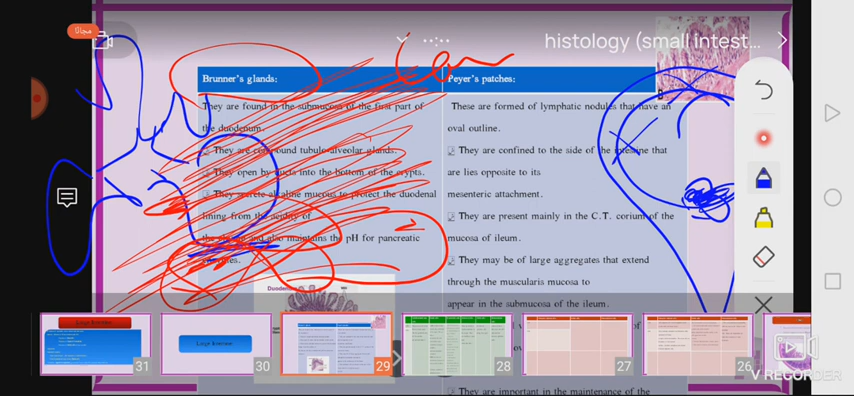 مجانًا
histology (small intest...
Brunner's glands:
Peyer's patches:
They are found in the submucosa of the first part of
the duodenum.
They are compound tubulo alveolar glands.
They open by ducts into the bottom of the crypts.
They secrete alkaline mucous to protect the duodenal
lining from the acidity of
the chyme and also maintains the pH for pancreatic
These are formed of lymphatic nodules that have an
oval outline.
They are confined to the side of the intestine that
are lies opposite to its
mesenteric attachment.
They are present mainly in the C.T. corium of the
mucosa of ileum.
They may be of large aggregates that extend
through the muscularis mucosa to
appear in the submucosa of the ileum.
They are important in the maintenance of the
31
30
29
28
27
26
V RECORDER